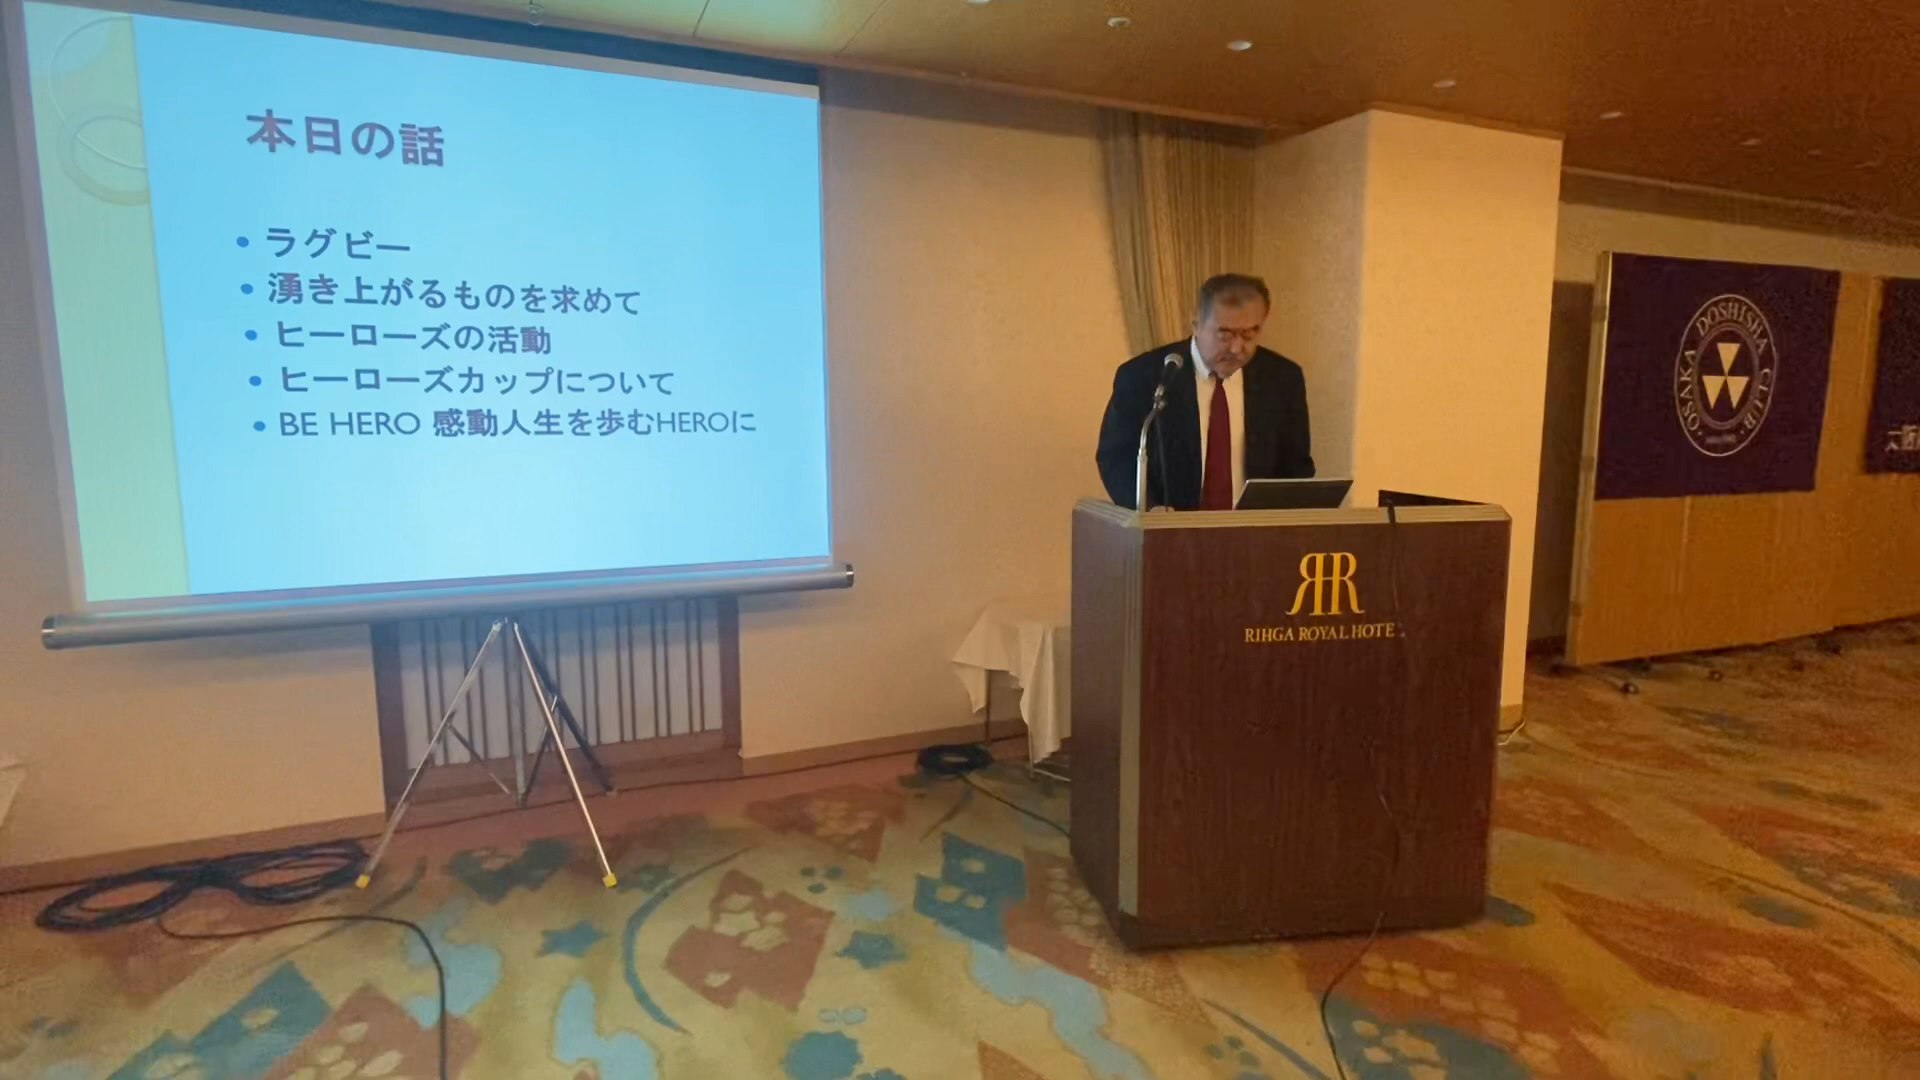 本日の話
• ラグビー
• 湧き上がるものを求めて
• ヒーローズの活動
• ヒーローズカップについて
• BE HERO 感動人生を歩むHEROに
RIHGA ROYAL HOTE
OSAKA DOSHISHA CLUB
大阪